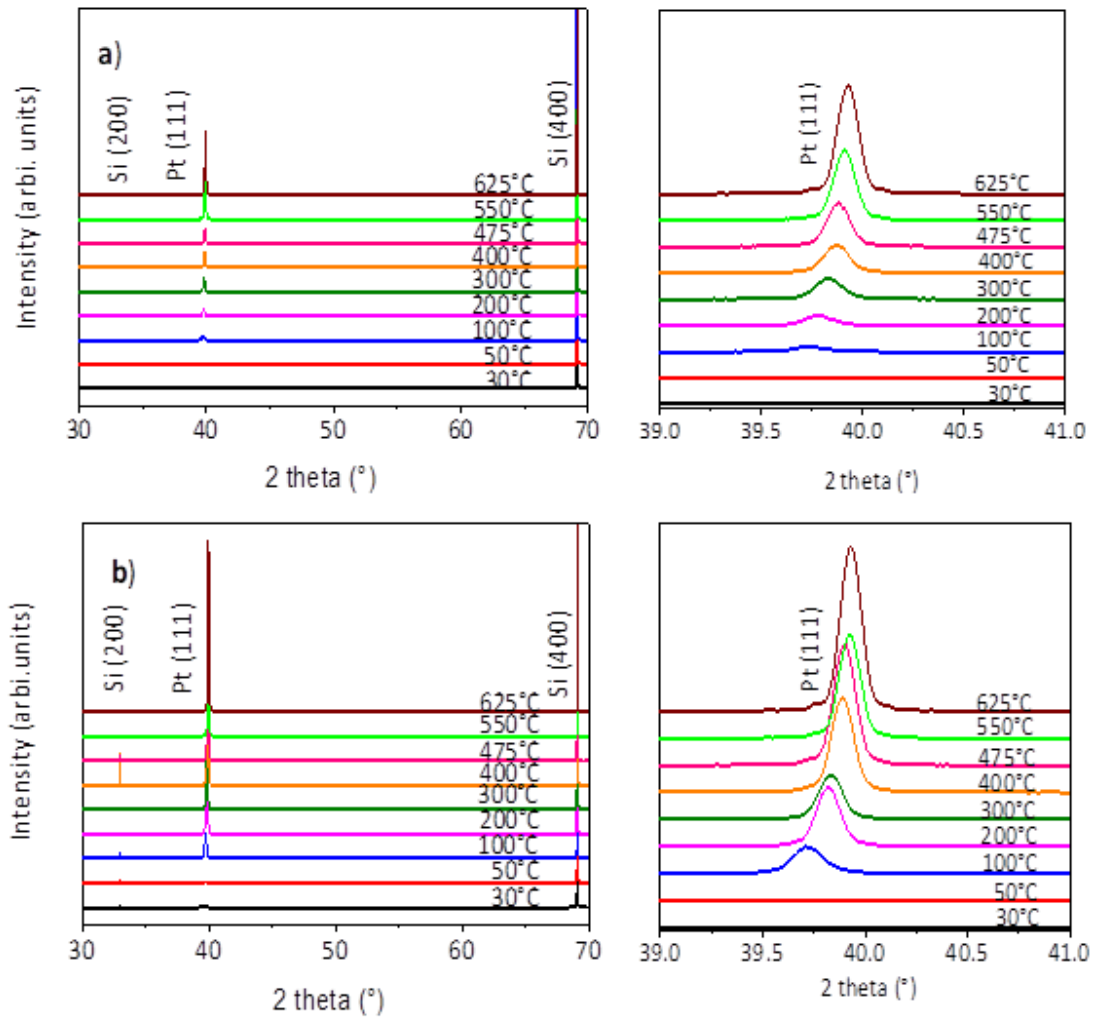 a)
Intensity (arbi. units)
Si (200)
Pt (111)
Si (400)
625°C
550°C
475°C
400°C
300°C
200°C
100°C
50°C
30°C
30 40 50 60 70
2 theta (°)
Pt (111)
625°C
550°C
475°C
400°C
300°C
200°C
100°C
50°C
30°C
39.0 39.5 40.0 40.5 41.0
2 theta (°)
b)
Intensity (arbi.units)
Si (200)
Pt (111)
Si (400)
625°C
550°C
475°C
400°C
300°C
200°C
100°C
50°C
30°C
30 40 50 60 70
2 theta (°)
Pt (111)
625°C
550°C
475°C
400°C
300°C
200°C
100°C
50°C
30°C
39.0 39.5 40.0 40.5 41.0
2 theta (°)